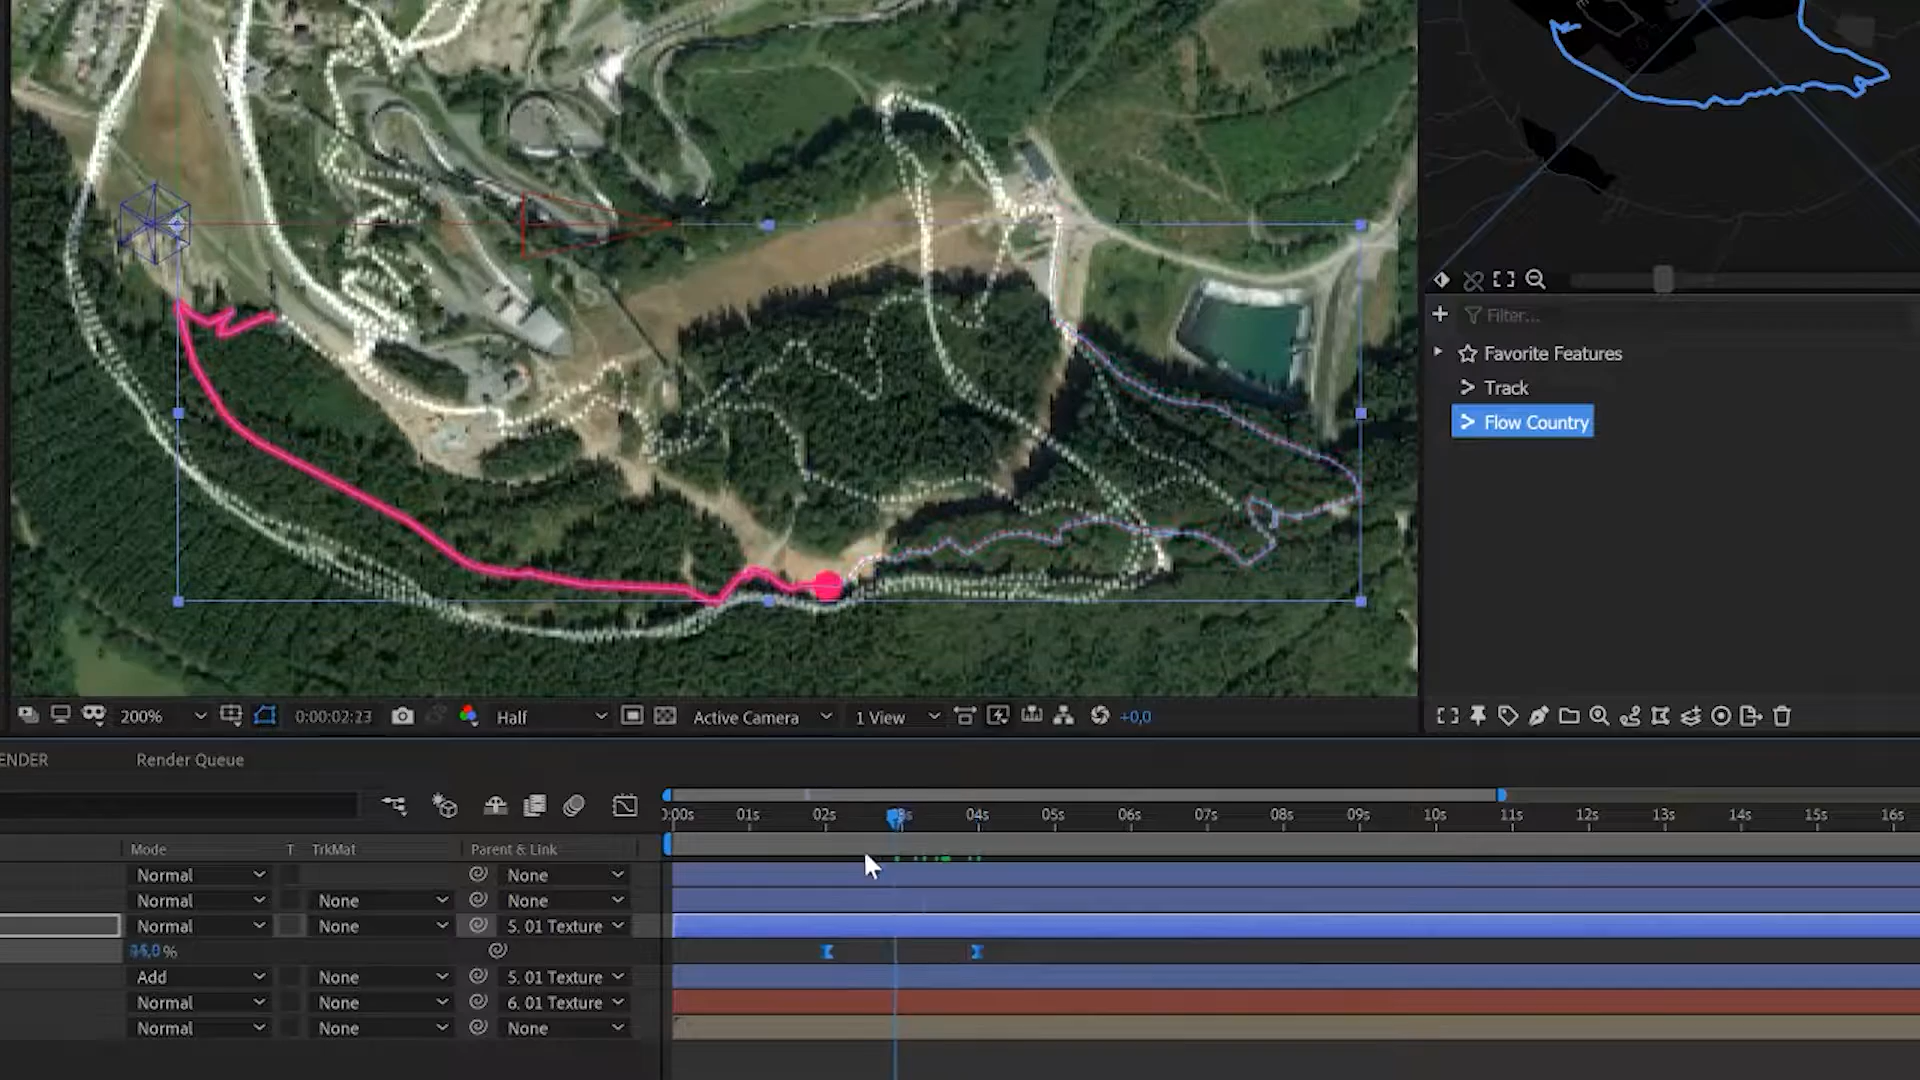 Filter...
Favorite Features
Track
Flow Country
200%
0:00:02:23
Half
Active Camera
1 View
+0,0
ENDER
Render Queue
0:00s 01s 02s 03s 04s 05s 06s 07s 08s 09s 10s 11s 12s 13s 14s 15s 16s
Mode T TrkMat Parent & Link
Normal None
Normal None None
Normal None 5. 01 Texture
%
Add None 5. 01 Texture
Normal None 6. 01 Texture
Normal None None